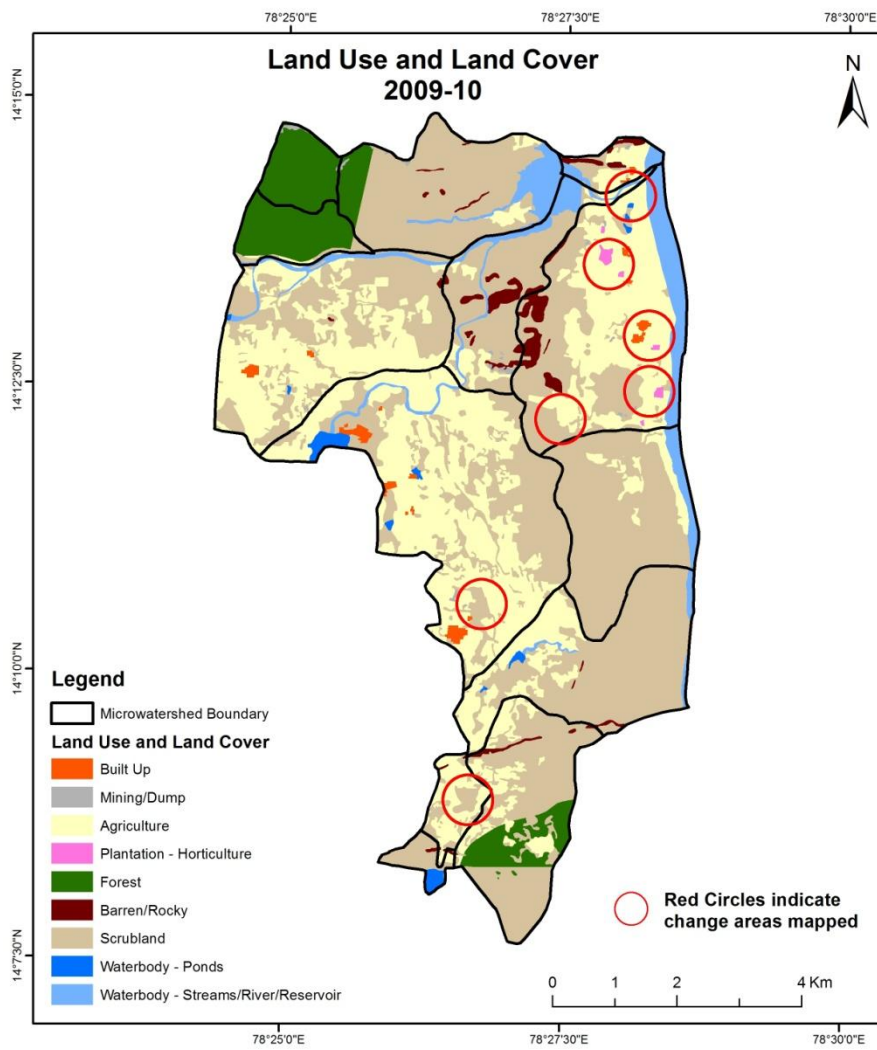 78°25'0"E
78°27'30"E
78°30'0"E
Land Use and Land Cover
2009-10
N
14°15'0"N
14°12'30"N
14°10'0"N
14°7'30"N
Legend
Microwatershed Boundary
Land Use and Land Cover
Built Up
Mining/Dump
Agriculture
Plantation - Horticulture
Forest
Barren/Rocky
Scrubland
Waterbody - Ponds
Waterbody - Streams/River/Reservoir
Red Circles indicate
change areas mapped
0 1 2 4 Km
78°25'0"E
78°27'30"E
78°30'0"E